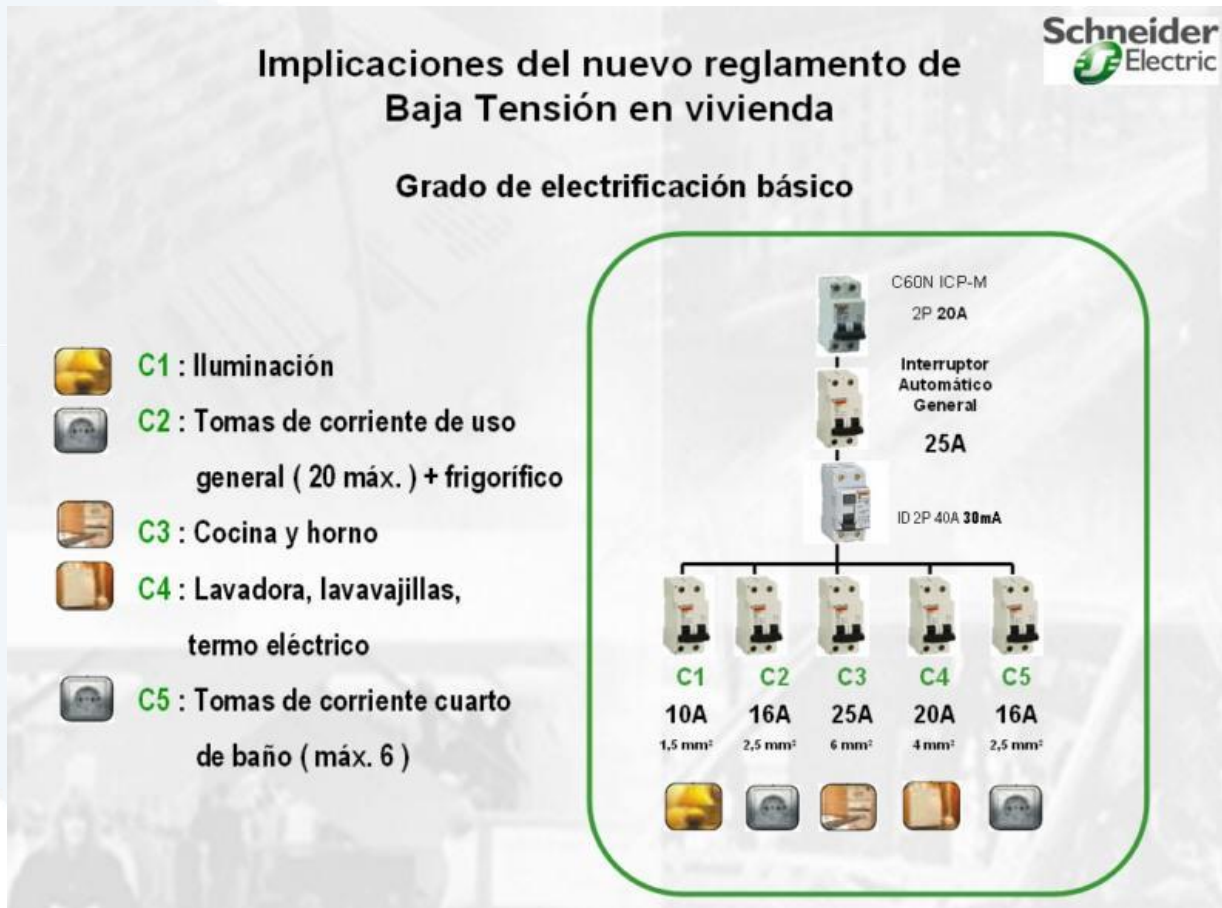 Schneider
Electric
Implicaciones del nuevo reglamento de
Baja Tensión en vivienda
Grado de electrificación básico
C1 : Iluminación
C2 : Tomas de corriente de uso
general ( 20 máx. ) + frigorífico
C3 : Cocina y horno
C4 : Lavadora, lavavajillas,
termo eléctrico
C5 : Tomas de corriente cuarto
de baño ( máx. 6 )
C60N ICP-M
2P 20A
Interruptor
Automático
General
25A
ID 2P 40A 30mA
C1 C2 C3 C4 C5
10A 16A 25A 20A 16A
1,5 mm² 2,5 mm² 6 mm² 4 mm² 2,5 mm²